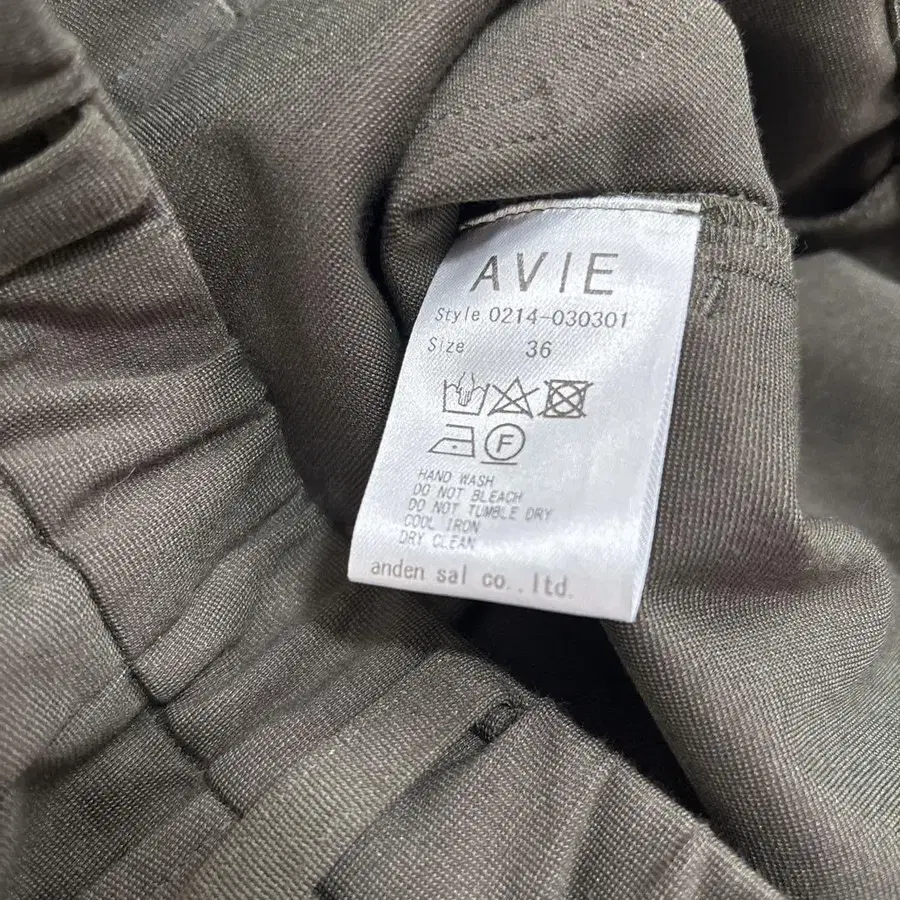 AVIE
Style 0214-030301
Size 36
F
HAND WASH
DO NOT BLEACH
DO NOT TUMBLE DRY
COOL IRON
DRY CLEAN
anden sal co.,ltd.